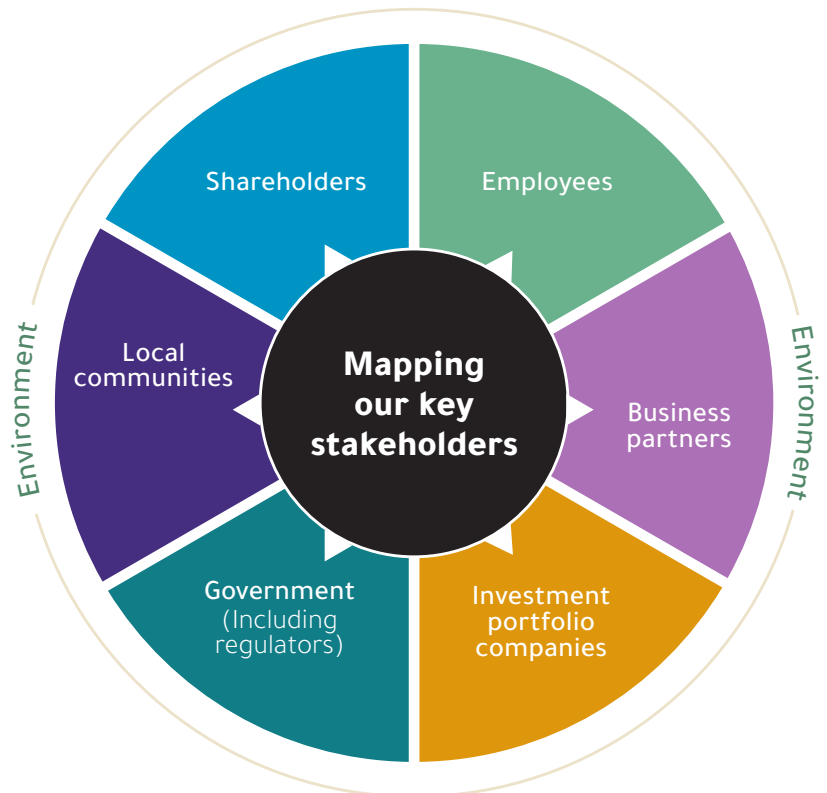 Shareholders
Employees
Environment
Local
communities
Mapping
our key
stakeholders
Business
partners
Environment
Government
(Including
regulators)
Investment
portfolio
companies